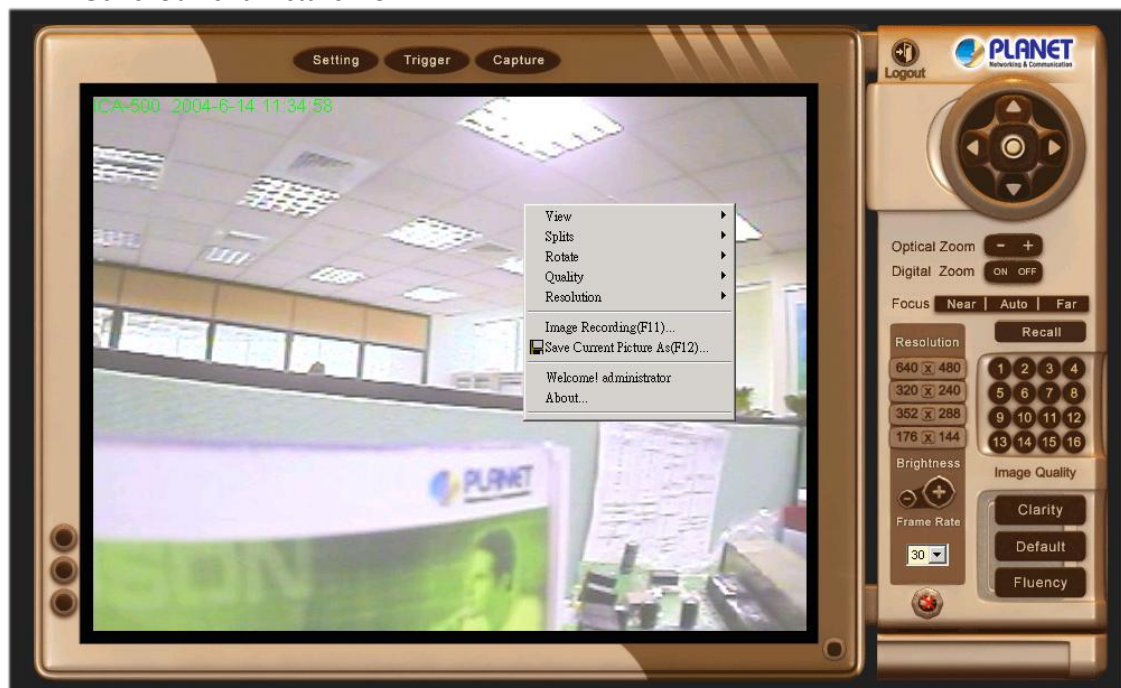 Setting Trigger Capture
Logout
PLANET
Networking & Communication
ICA-500 2004-6-14 11:34:58
View
Splits
Rotate
Quality
Resolution
Image Recording(F11)...
Save Current Picture As(F12)...
Welcome! administrator
About...
PLANET
SON
Optical Zoom - +
Digital Zoom ON OFF
Focus Near | Auto | Far
Resolution
640 x 480
320 x 240
352 x 288
176 x 144
Brightness
- +
Frame Rate
30
Recall
1 2 3 4
5 6 7 8
9 10 11 12
13 14 15 16
Image Quality
Clarity
Default
Fluency